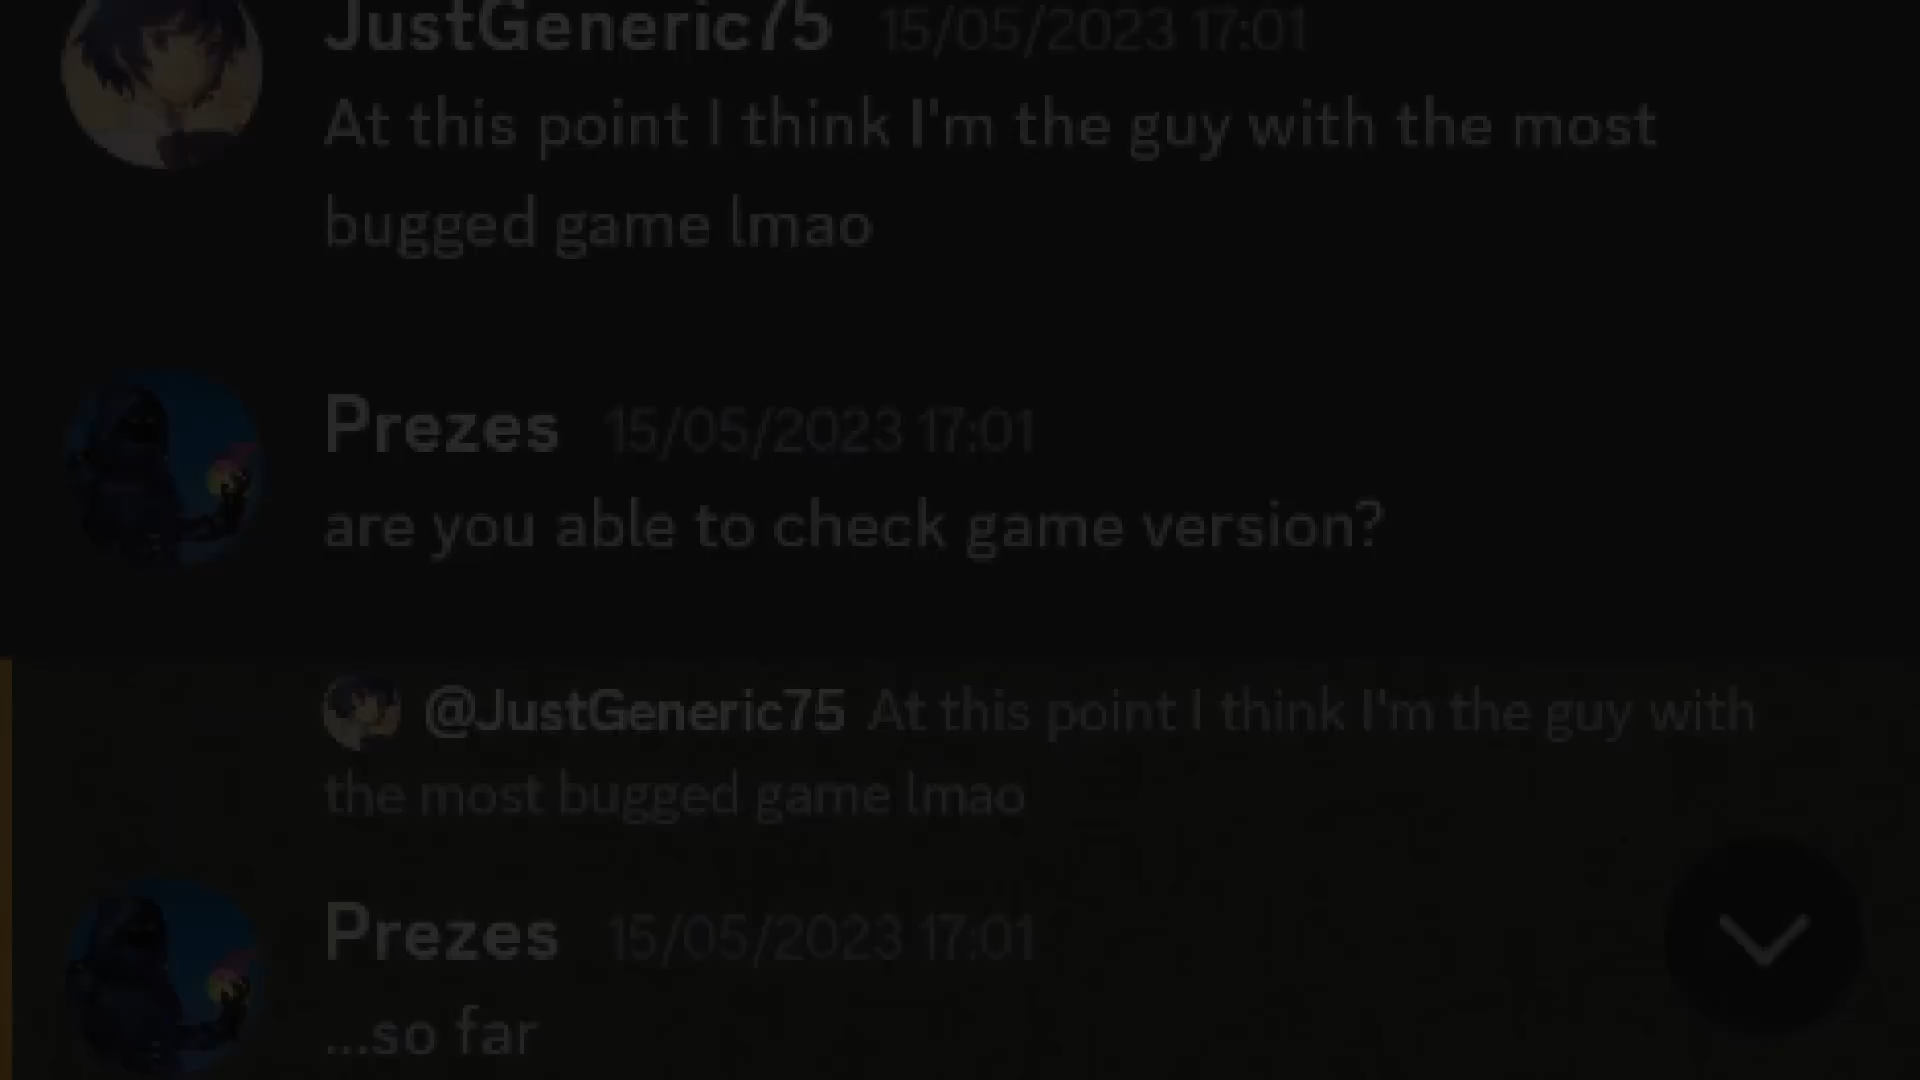 JustGeneric75 15/05/2023 17:01
At this point I think I'm the guy with the most
bugged game lmao
Prezes 15/05/2023 17:01
are you able to check game version?
@JustGeneric75 At this point I think I'm the guy with
the most bugged game lmao
Prezes 15/05/2023 17:01
...so far